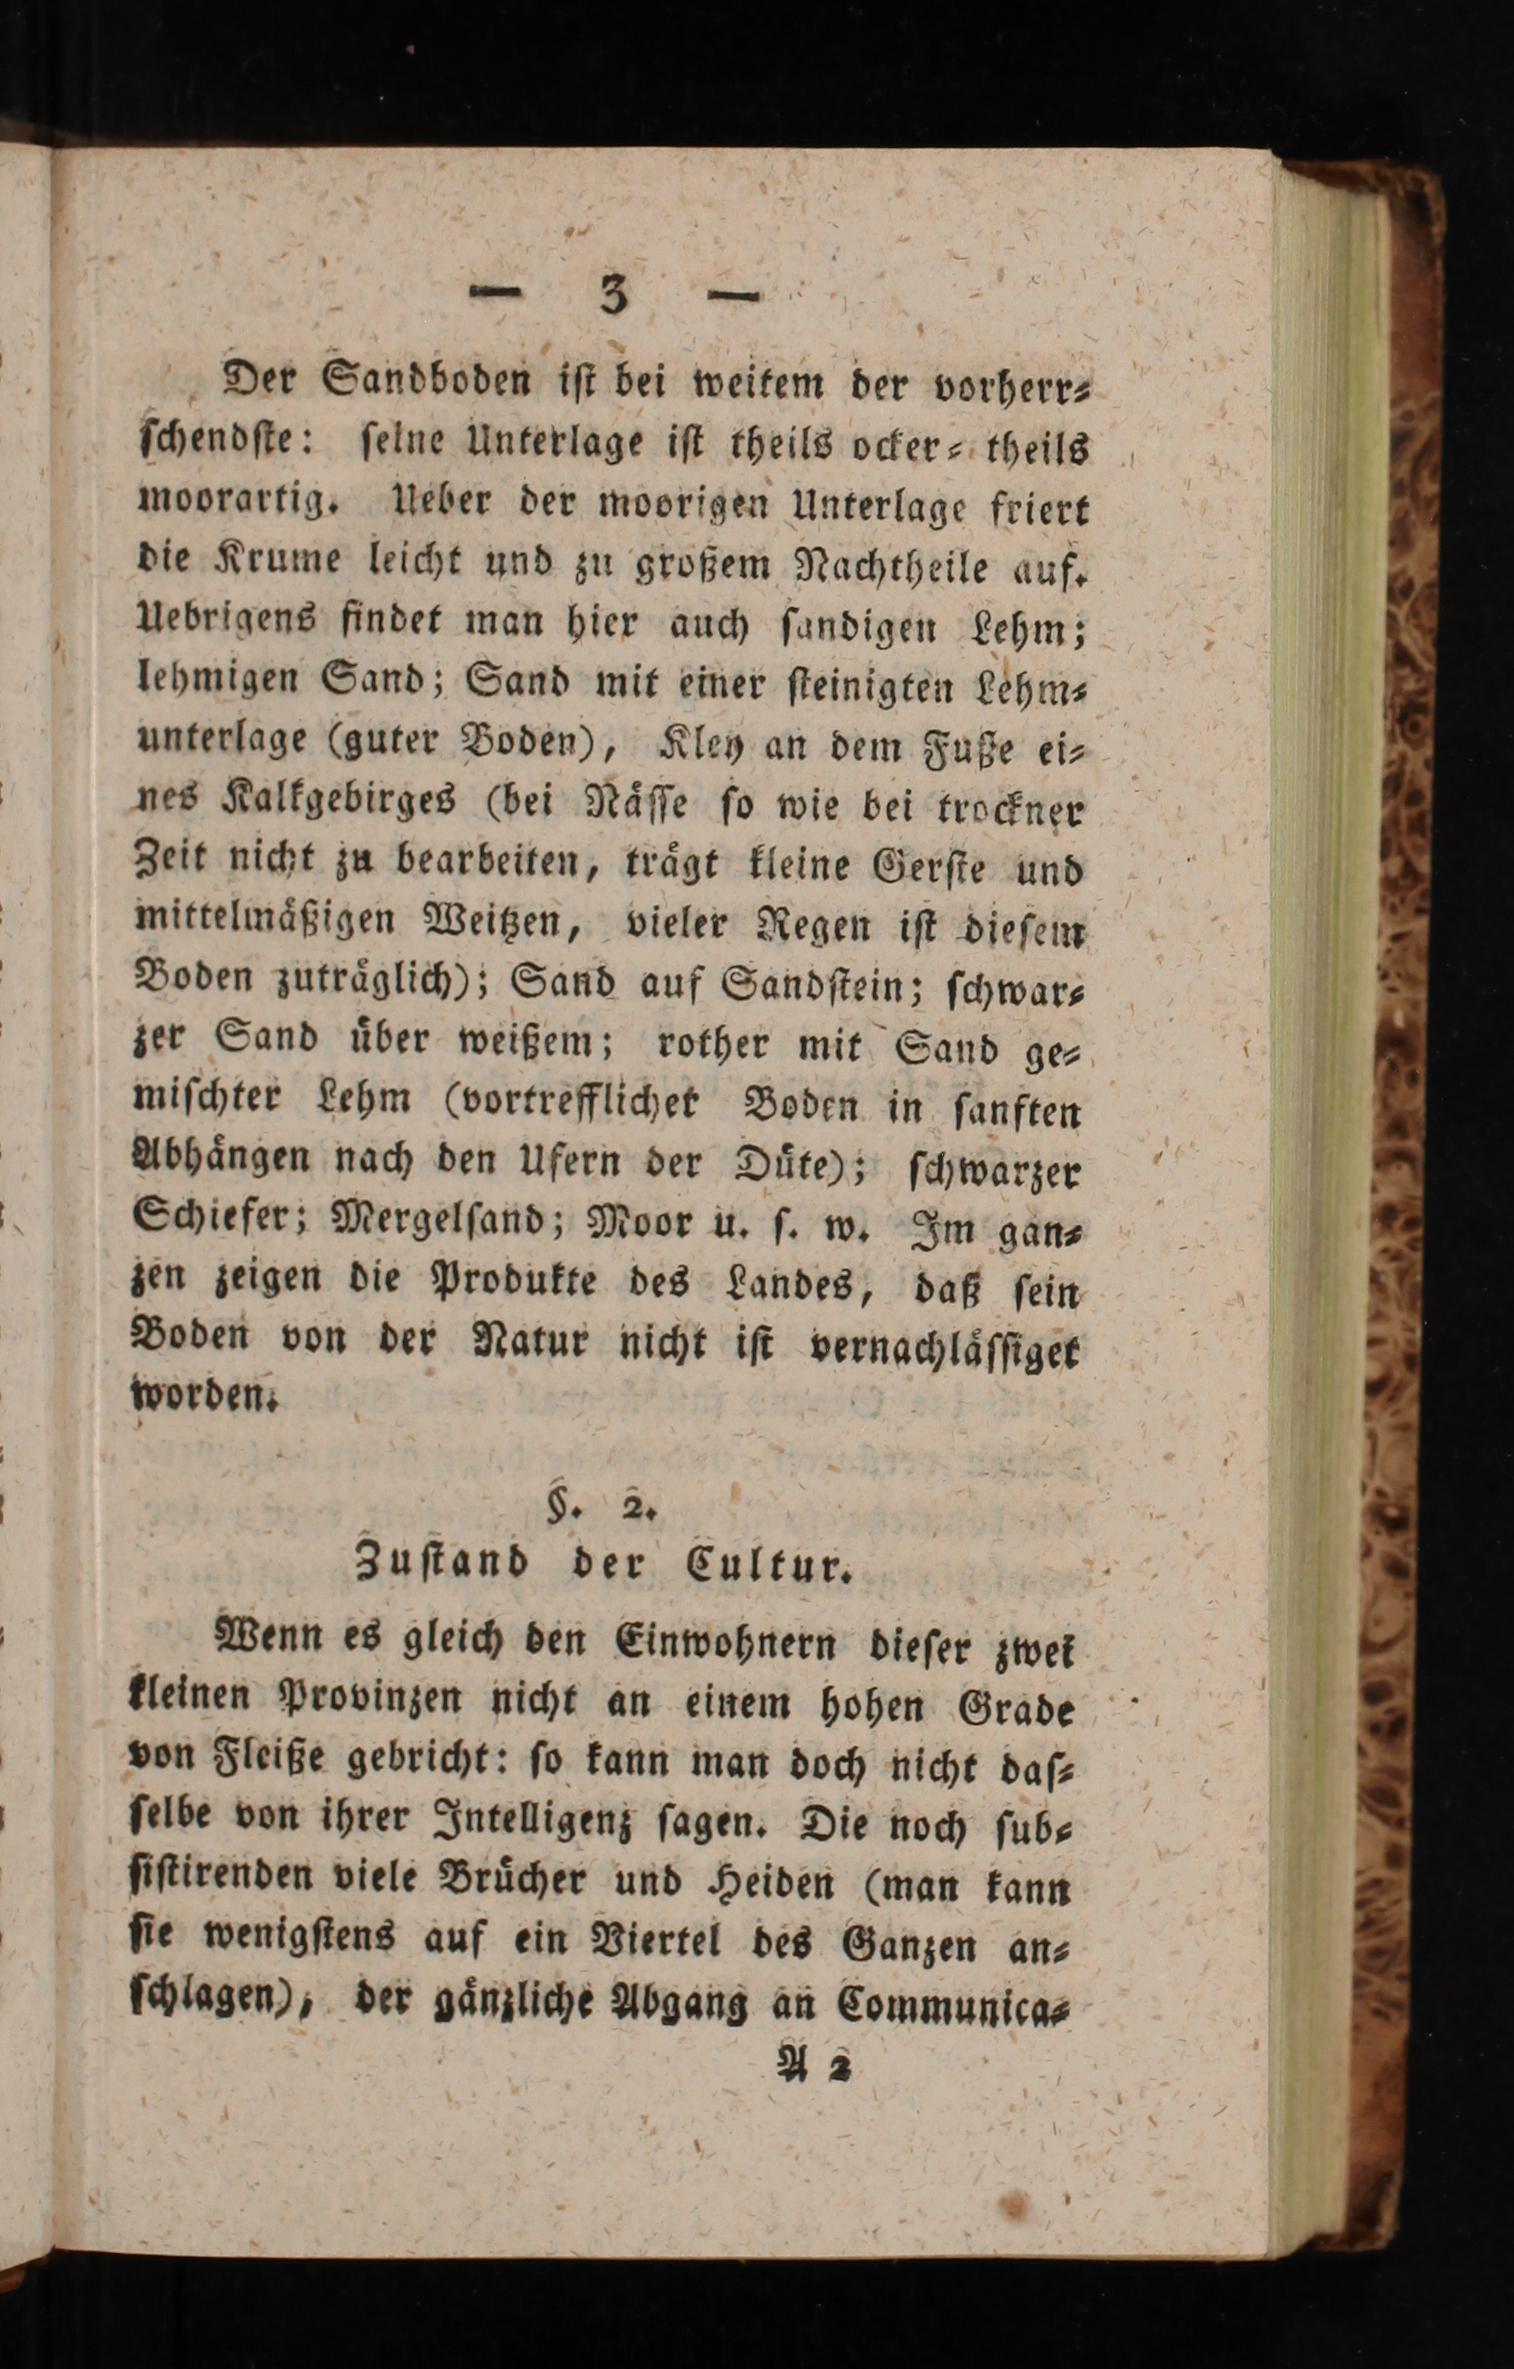 — 3 —
Der Sandboden iſt bei weitem der vorherr⸗
ſchendſte: ſeine Unterlage iſt theils ocker⸗ theils
moorartig. Ueber der moorigen Unterlage friert
die Krume leicht und zu großem Nachtheile auf.
Uebrigens findet man hier auch ſandigen Lehm;
lehmigen Sand; Sand mit einer ſteinigten Lehm⸗
unterlage (guter Boden), Kley an dem Fuße ei⸗
nes Kalkgebirges (bei Näſſe ſo wie bei trockner
Zeit nicht zu bearbeiten, trägt kleine Gerſte und
mittelmäßigen Weitzen, vieler Regen iſt dieſem
Boden zuträglich); Sand auf Sandſtein; ſchwar⸗
zer Sand über weißem; rother mit Sand ge⸗
miſchter Lehm (vortrefflicher Boden in ſanften
Abhängen nach den Ufern der Düte); ſchwarzer
Schiefer; Mergelſand; Moor u. ſ. w. Im gan⸗
zen zeigen die Produkte des Landes, daß ſein
Boden von der Natur nicht iſt vernachläſſiget
worden.
§. 2.
Zuſtand der Cultur.
Wenn es gleich den Einwohnern dieſer zwei
kleinen Provinzen nicht an einem hohen Grade
von Fleiße gebricht: ſo kann man doch nicht daſ⸗
ſelbe von ihrer Intelligenz ſagen. Die noch ſub⸗
ſiſtirenden viele Brücher und Heiden (man kann
ſie wenigſtens auf ein Viertel des Ganzen an⸗
ſchlagen), der gänzliche Abgang an Communica⸗
A 2